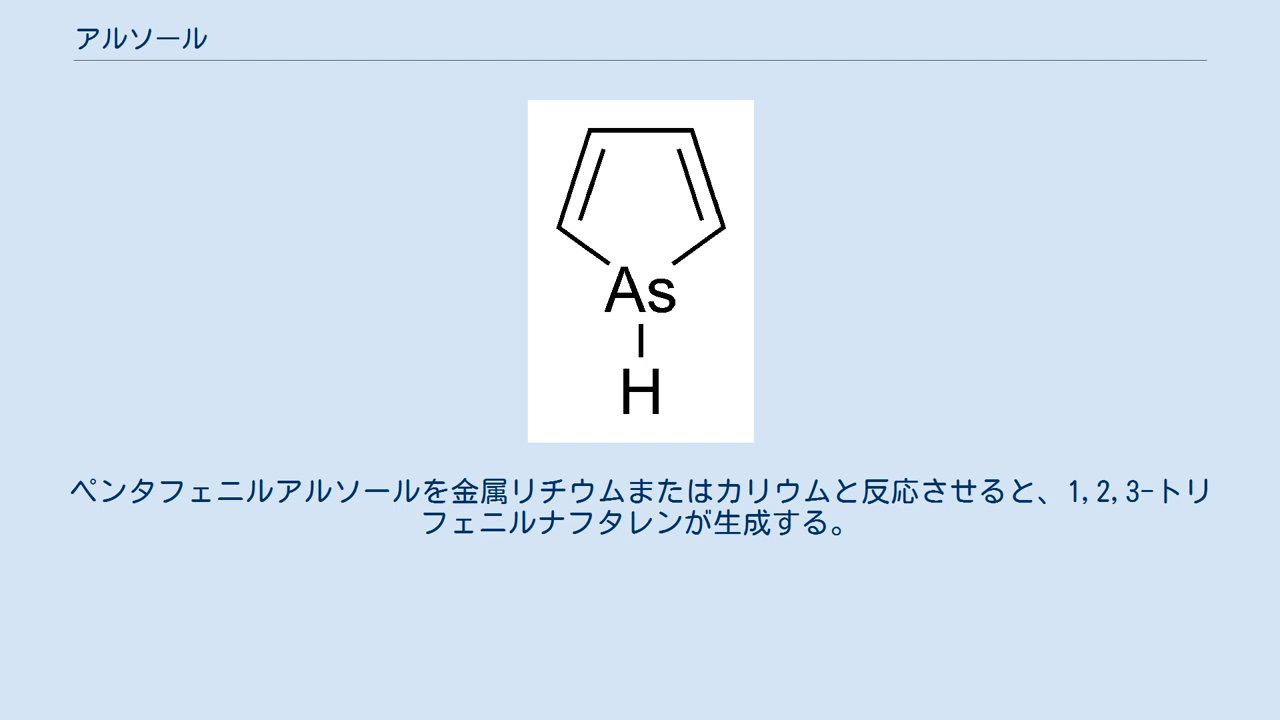 アルソール
As
H
ペンタフェニルアルソールを金属リチウムまたはカリウムと反応させると、1,2,3-トリ
フェニルナフタレンが生成する。